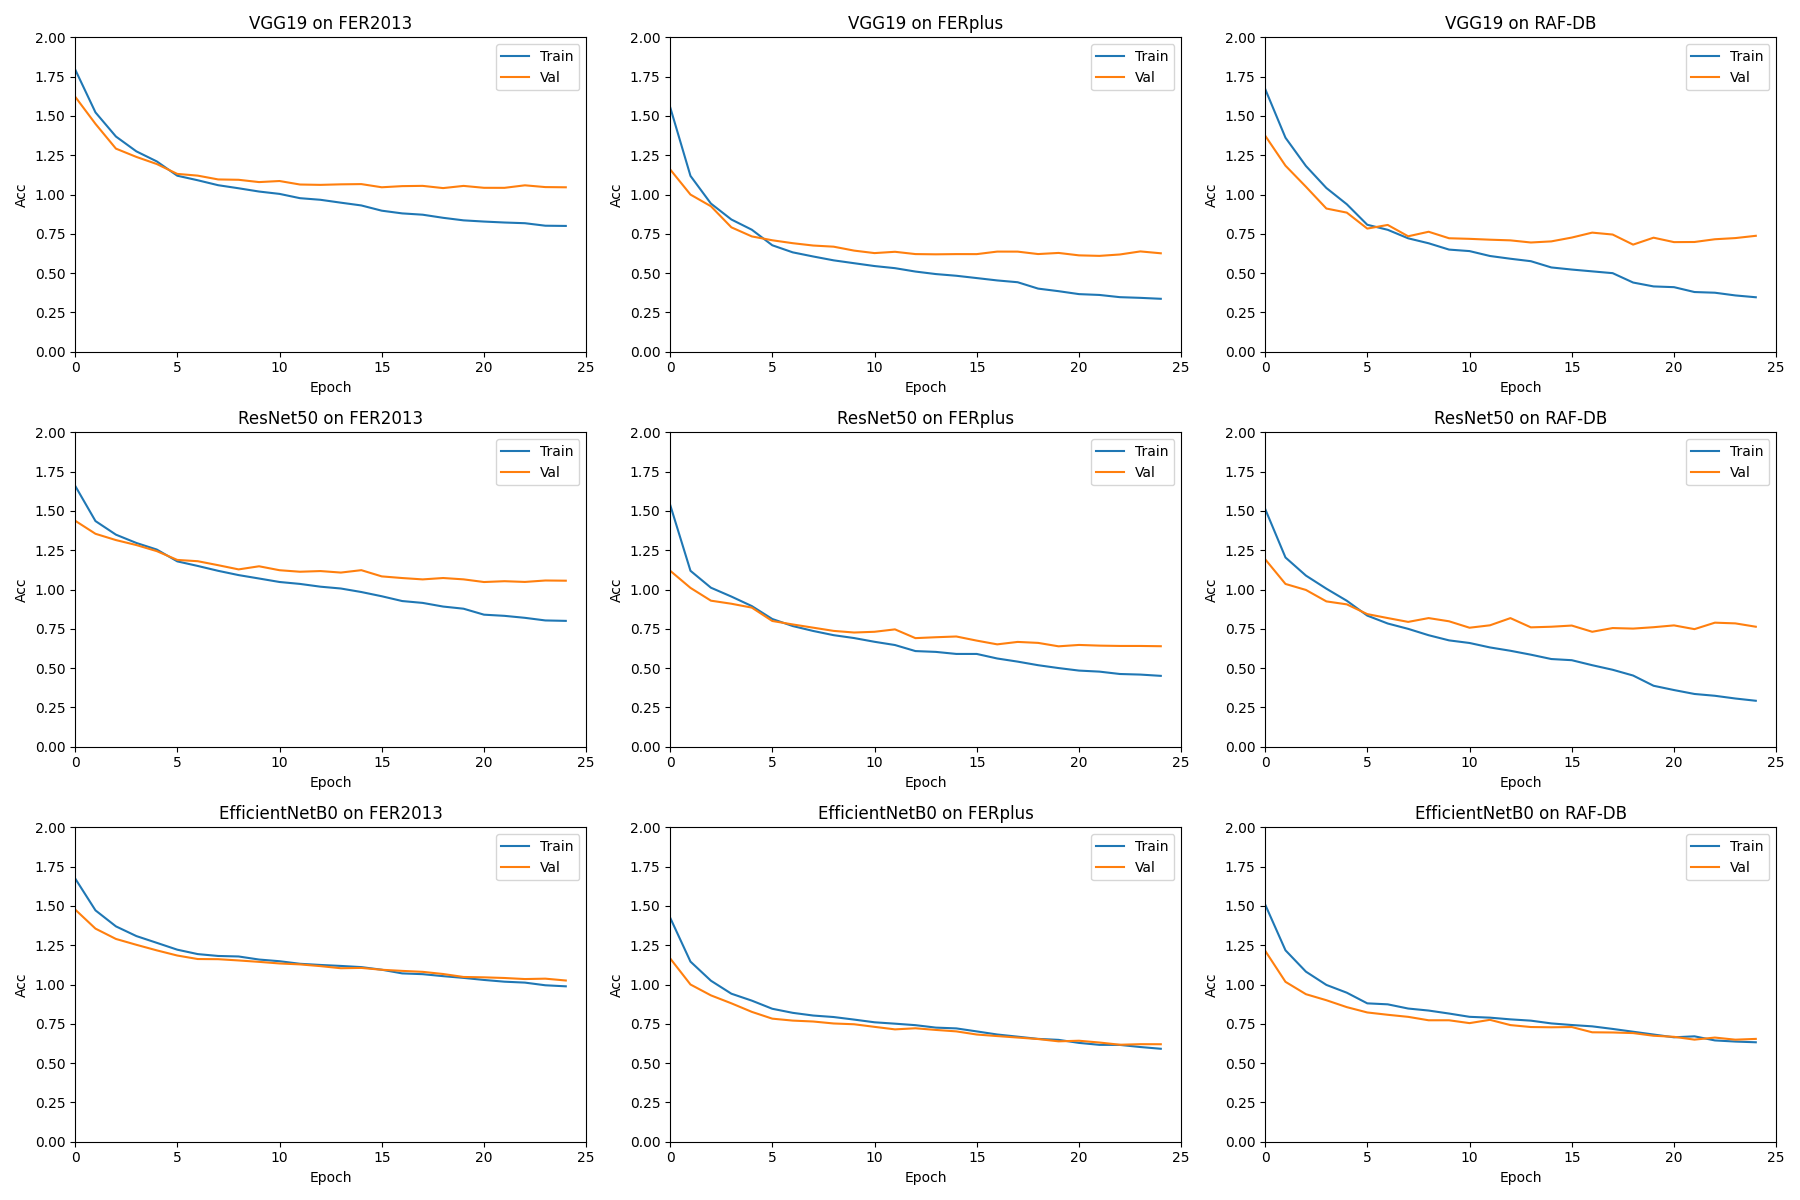 VGG19 on FER2013
VGG19 on FERplus
VGG19 on RAF-DB
2.00
1.75
1.50
1.25
1.00
0.75
0.50
0.25
0.00
Acc
Train
Val
0 5 10 15 20 25
Epoch
2.00
1.75
1.50
1.25
1.00
0.75
0.50
0.25
0.00
Acc
Train
Val
0 5 10 15 20 25
Epoch
2.00
1.75
1.50
1.25
1.00
0.75
0.50
0.25
0.00
Acc
Train
Val
0 5 10 15 20 25
Epoch
ResNet50 on FER2013
ResNet50 on FERplus
ResNet50 on RAF-DB
2.00
1.75
1.50
1.25
1.00
0.75
0.50
0.25
0.00
Acc
Train
Val
0 5 10 15 20 25
Epoch
2.00
1.75
1.50
1.25
1.00
0.75
0.50
0.25
0.00
Acc
Train
Val
0 5 10 15 20 25
Epoch
2.00
1.75
1.50
1.25
1.00
0.75
0.50
0.25
0.00
Acc
Train
Val
0 5 10 15 20 25
Epoch
EfficientNetB0 on FER2013
EfficientNetB0 on FERplus
EfficientNetB0 on RAF-DB
2.00
1.75
1.50
1.25
1.00
0.75
0.50
0.25
0.00
Acc
Train
Val
0 5 10 15 20 25
Epoch
2.00
1.75
1.50
1.25
1.00
0.75
0.50
0.25
0.00
Acc
Train
Val
0 5 10 15 20 25
Epoch
2.00
1.75
1.50
1.25
1.00
0.75
0.50
0.25
0.00
Acc
Train
Val
0 5 10 15 20 25
Epoch